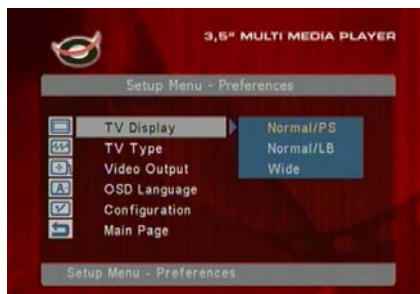 3,5" MULTI MEDIA PLAYER
Setup Menu - Preferences
TV Display
Normal/PS
TV Type
Normal/LB
Video Output
Wide
OSD Language
A:
Configuration
Main Page
Setup Menu - Preferences